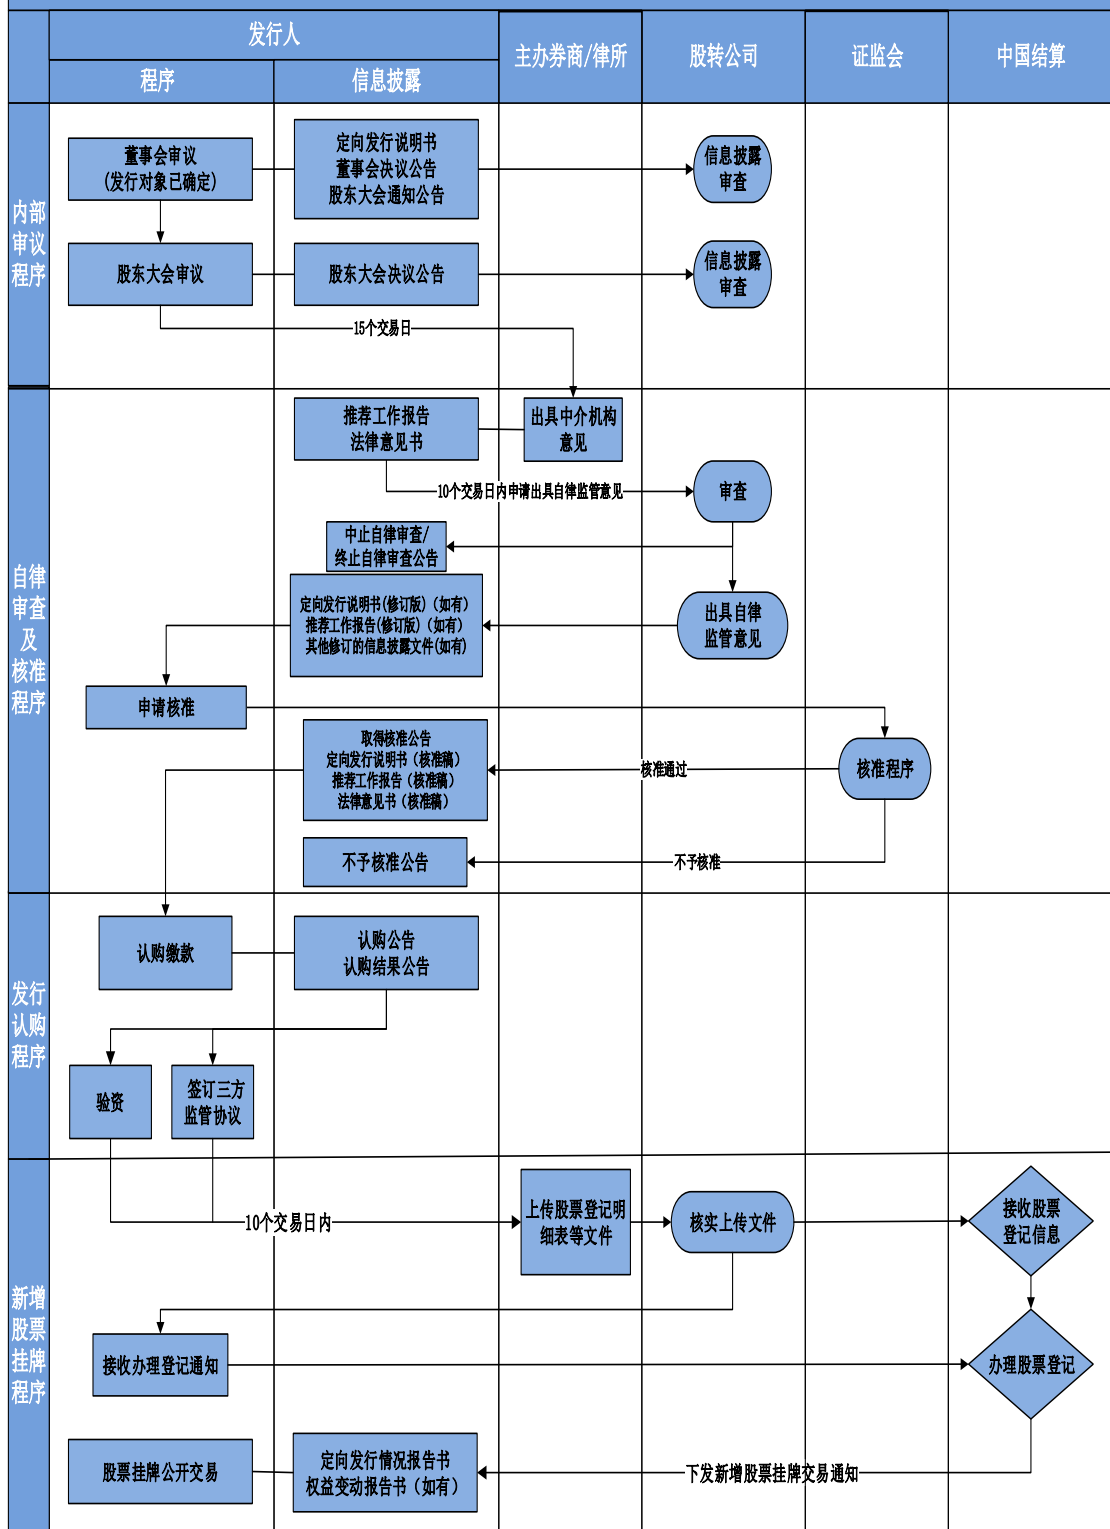 发行人
主办券商/律所
股转公司
证监会
中国结算
程序
信息披露
内部
审议
程序
董事会审议
(发行对象已确定)
定向发行说明书
董事会决议公告
股东大会通知公告
信息披露
审查
股东大会审议
股东大会决议公告
信息披露
审查
15个交易日
自律
审查
及
核准
程序
推荐工作报告
法律意见书
出具中介机构
意见
10个交易日内申请出具自律监管意见
审查
中止自律审查/
终止自律审查公告
定向发行说明书(修订版)（如有）
推荐工作报告(修订版)（如有）
其他修订的信息披露文件(如有)
出具自律
监管意见
申请核准
取得核准公告
定向发行说明书（核准稿）
推荐工作报告（核准稿）
法律意见书（核准稿）
核准通过
核准程序
不予核准公告
不予核准
发行
认购
程序
认购缴款
认购公告
认购结果公告
验资
签订三方
监管协议
新增
股票
挂牌
程序
10个交易日内
上传股票登记明
细表等文件
核实上传文件
接收股票
登记信息
接收办理登记通知
办理股票登记
股票挂牌公开交易
定向发行情况报告书
权益变动报告书（如有）
下发新增股票挂牌交易通知